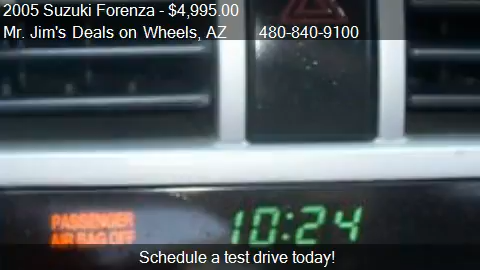 2005 Suzuki Forenza - $4,995.00
Mr. Jim's Deals on Wheels, AZ 480-840-9100
PASSENGER
AIR BAG OFF
10:24
Schedule a test drive today!